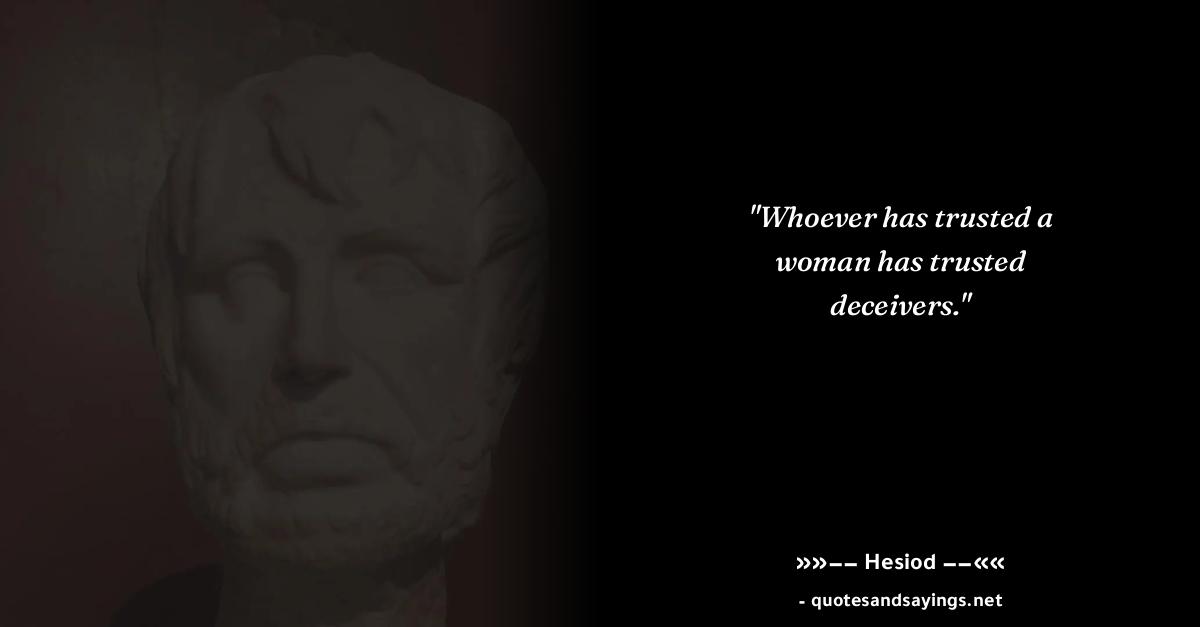 "Whoever has trusted a
woman has trusted
deceivers."
»»−− Hesiod −−««
- quotesandsayings.net